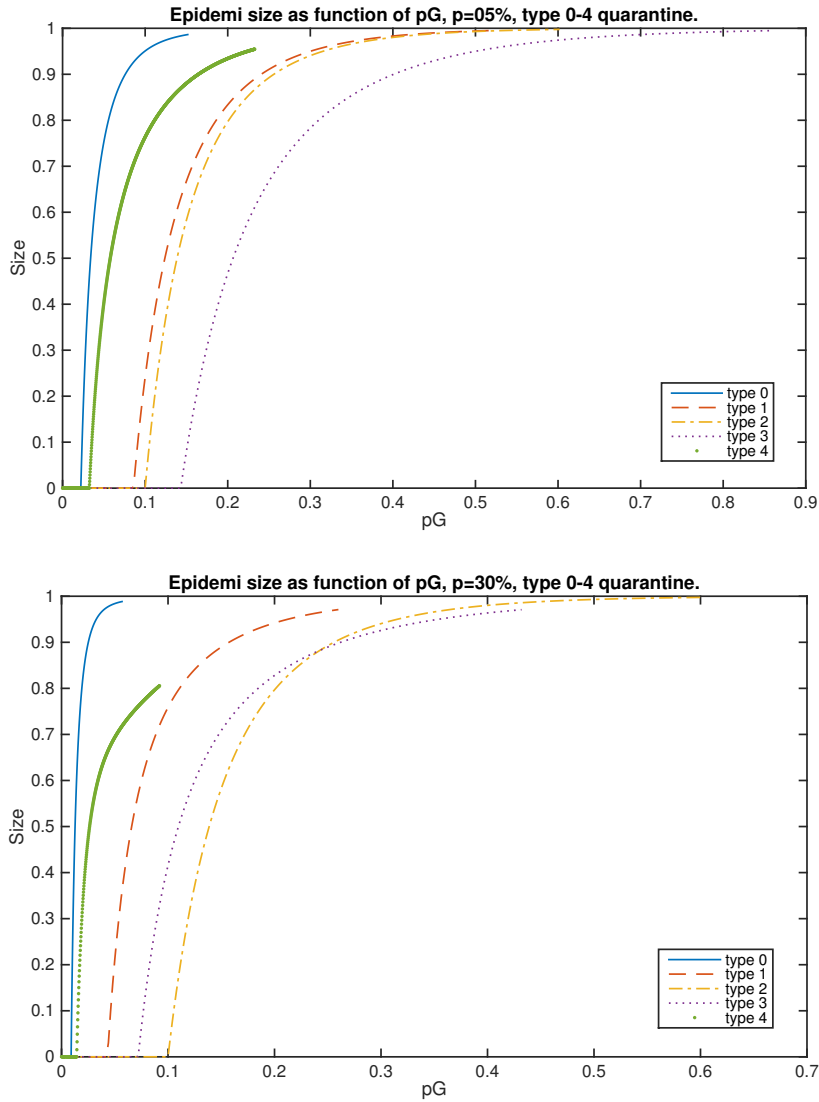 Epidemi size as function of pG, p=05%, type 0-4 quarantine.
1
0.9
0.8
0.7
0.6
0.5
0.4
0.3
0.2
0.1
0
Size
type 0
type 1
type 2
type 3
type 4
0 0.1 0.2 0.3 0.4 0.5 0.6 0.7 0.8 0.9
pG
Epidemi size as function of pG, p=30%, type 0-4 quarantine.
1
0.9
0.8
0.7
0.6
0.5
0.4
0.3
0.2
0.1
0
Size
type 0
type 1
type 2
type 3
type 4
0 0.1 0.2 0.3 0.4 0.5 0.6 0.7
pG